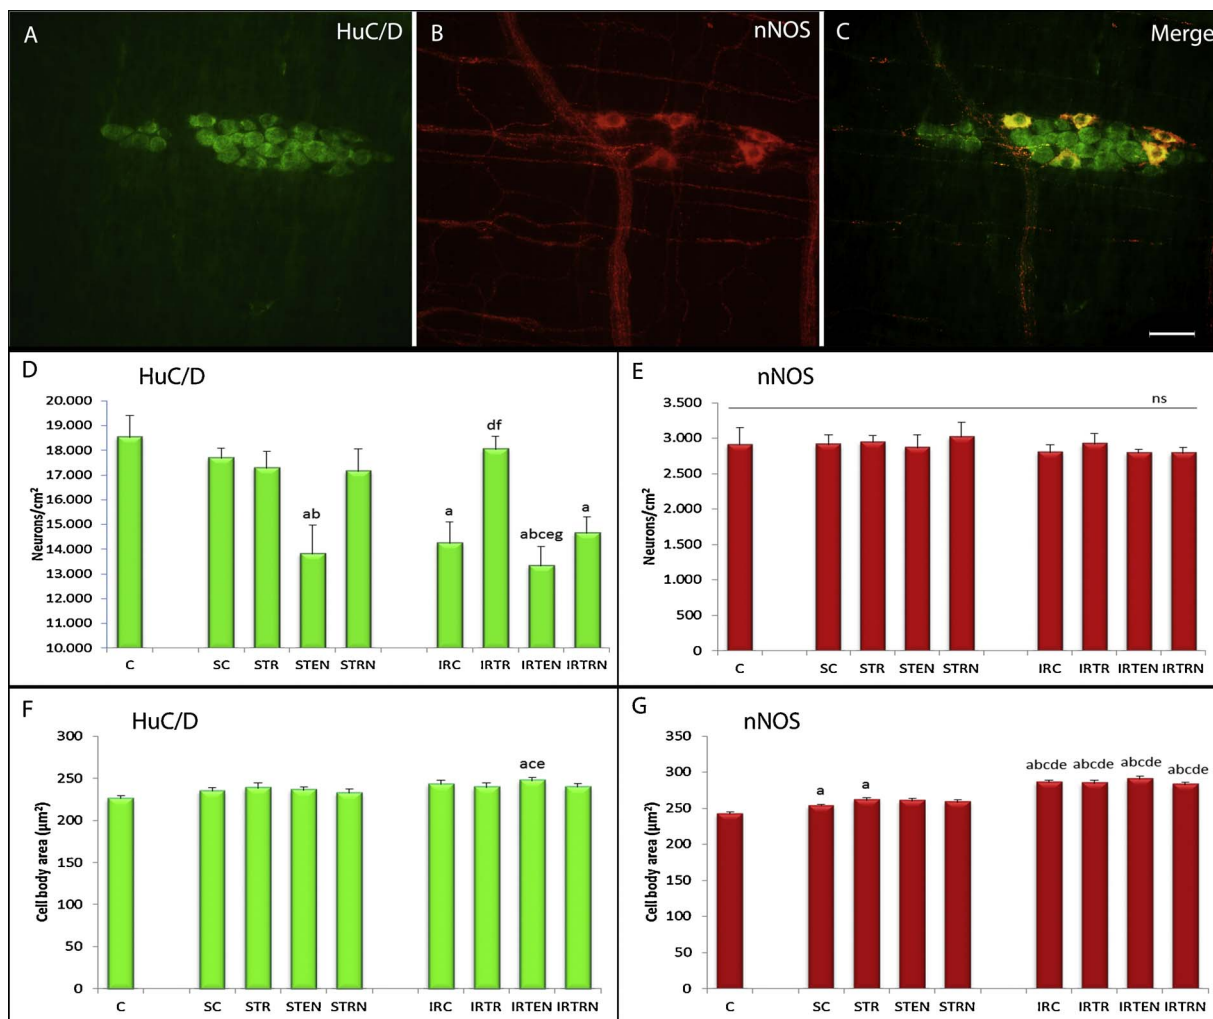 A HuC/D
B nNOS
C Merge
D HuC/D
Neurons/cm²
20.000
19.000
18.000
17.000
16.000
15.000
14.000
13.000
12.000
11.000
10.000
ab
a
df
abceg
a
C SC STR STEN STRN IRC IRTR IRTEN IRTRN
E nNOS
Neurons/cm²
3.500
3.000
2.500
2.000
1.500
1.000
500
0
ns
C SC STR STEN STRN IRC IRTR IRTEN IRTRN
F HuC/D
Cell body area (µm²)
300
250
200
150
100
50
0
ace
C SC STR STEN STRN IRC IRTR IRTEN IRTRN
G nNOS
Cell body area (µm²)
350
300
250
200
150
100
50
0
a a abcde abcde abcde abcde
C SC STR STEN STRN IRC IRTR IRTEN IRTRN